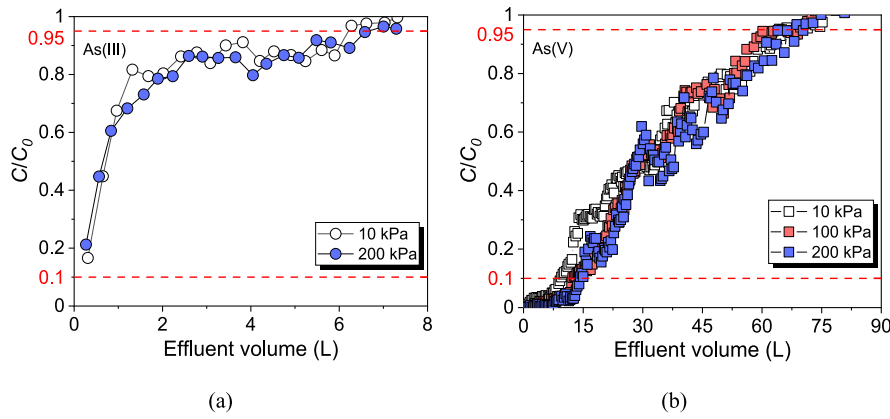 1
0.95
As(III)
0.8
0.6
C/C0
0.4
10 kPa
200 kPa
0.2
0.1
0
0 2 4 6 8
Effluent volume (L)
(a)
1
0.95
As(V)
0.8
0.6
C/C0
0.4
10 kPa
100 kPa
200 kPa
0.2
0.1
0
0 15 30 45 60 75 90
Effluent volume (L)
(b)